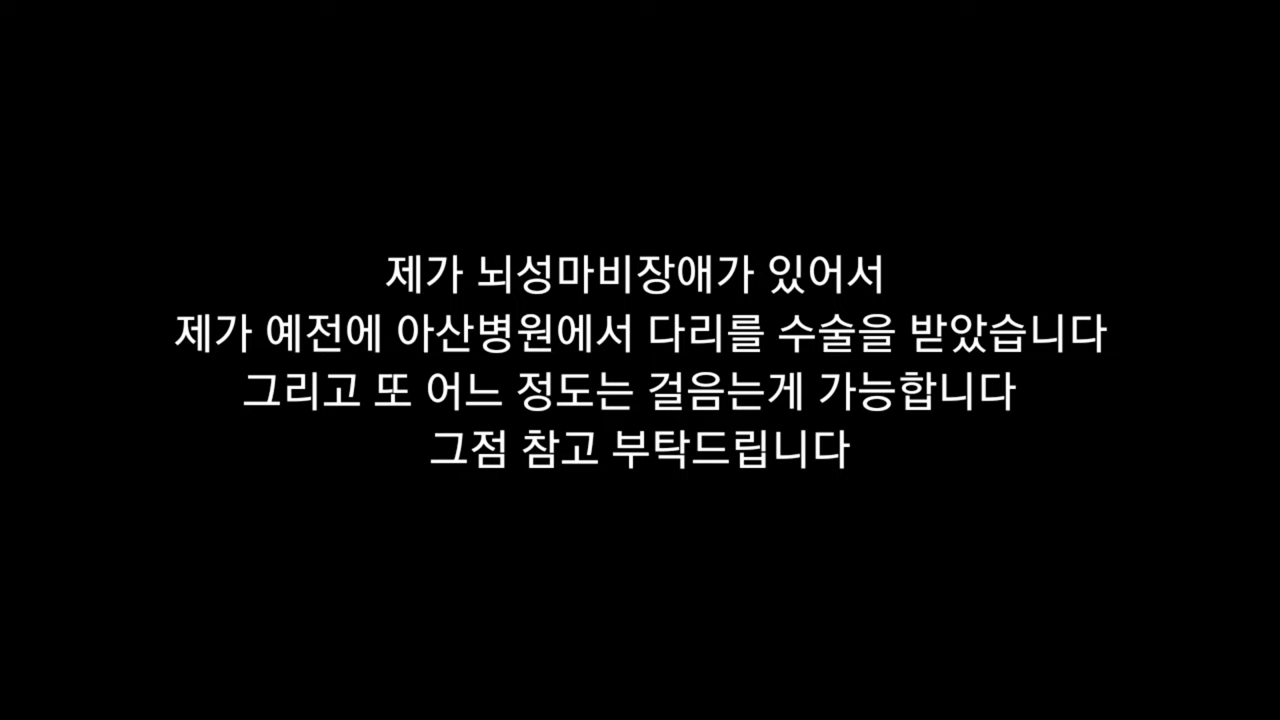 제가 뇌성마비장애가 있어서
제가 예전에 아산병원에서 다리를 수술을 받았습니다
그리고 또 어느 정도는 걸음는게 가능합니다
그점 참고 부탁드립니다